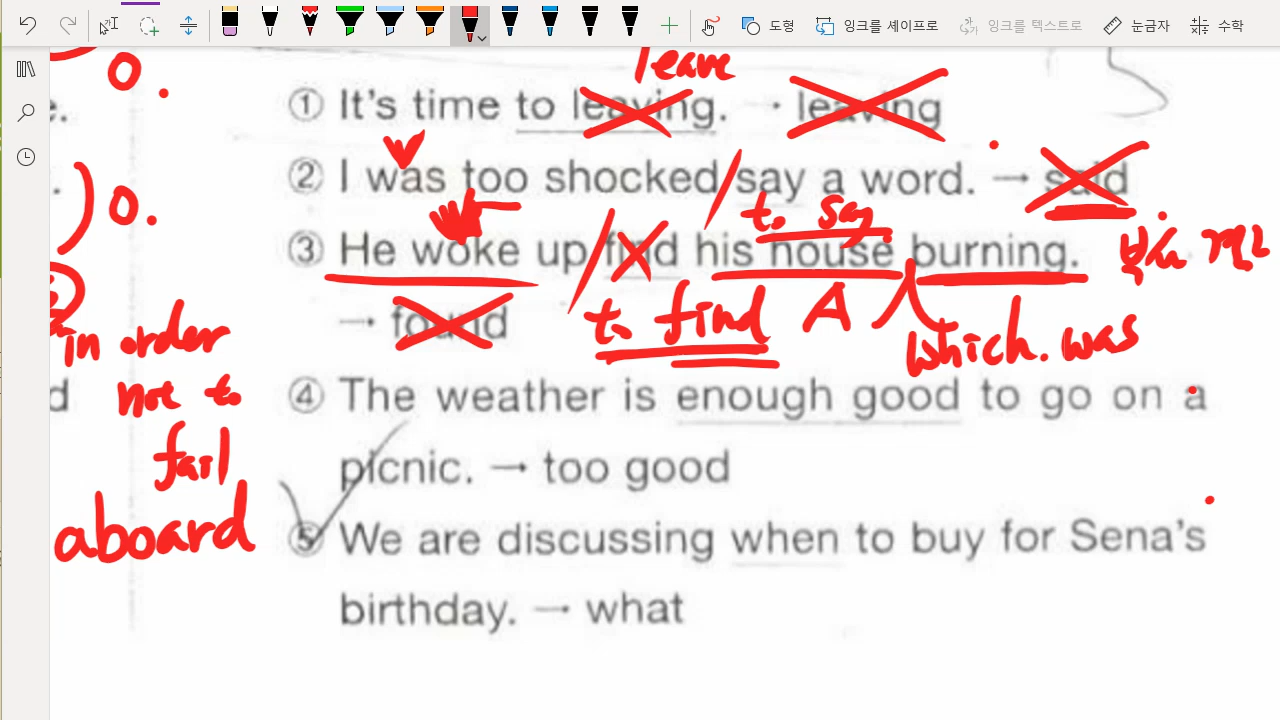 도형 잉크를 셰이프로 잉크를 텍스트로 눈금자 수학
o.
leave
e.
① It's time to leaving. → leaving
② I was too shocked say a word. → said
o.
to say.
③ He woke up find his house burning.
→ found
to find A which. was
in order
not to
fail
aboard
d
④ The weather is enough good to go on a
picnic. → too good
⑤ We are discussing when to buy for Sena's
birthday. → what